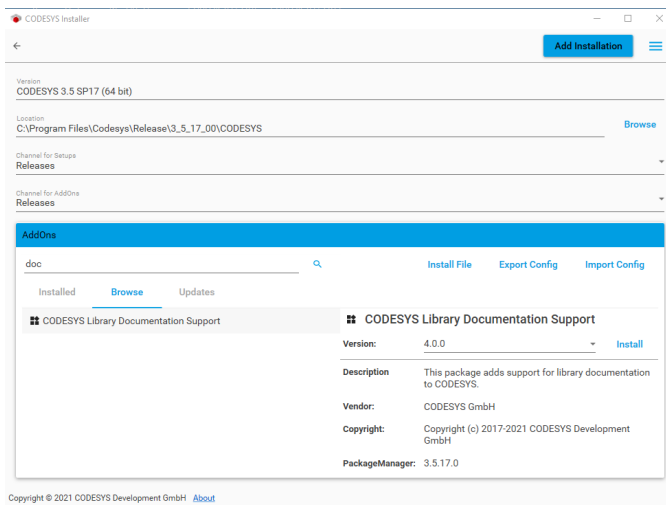 CODESYS Installer
Add Installation
Version
CODESYS 3.5 SP17 (64 bit)
Location
C:\Program Files\Codesys\Release\3_5_17_00\CODESYS
Browse
Channel for Setups
Releases
Channel for AddOns
Releases
AddOns
doc
Install File Export Config Import Config
Installed Browse Updates
CODESYS Library Documentation Support
CODESYS Library Documentation Support
Version: 4.0.0 Install
Description This package adds support for library documentation
to CODESYS.
Vendor: CODESYS GmbH
Copyright: Copyright (c) 2017-2021 CODESYS Development
GmbH
PackageManager: 3.5.17.0
Copyright © 2021 CODESYS Development GmbH About